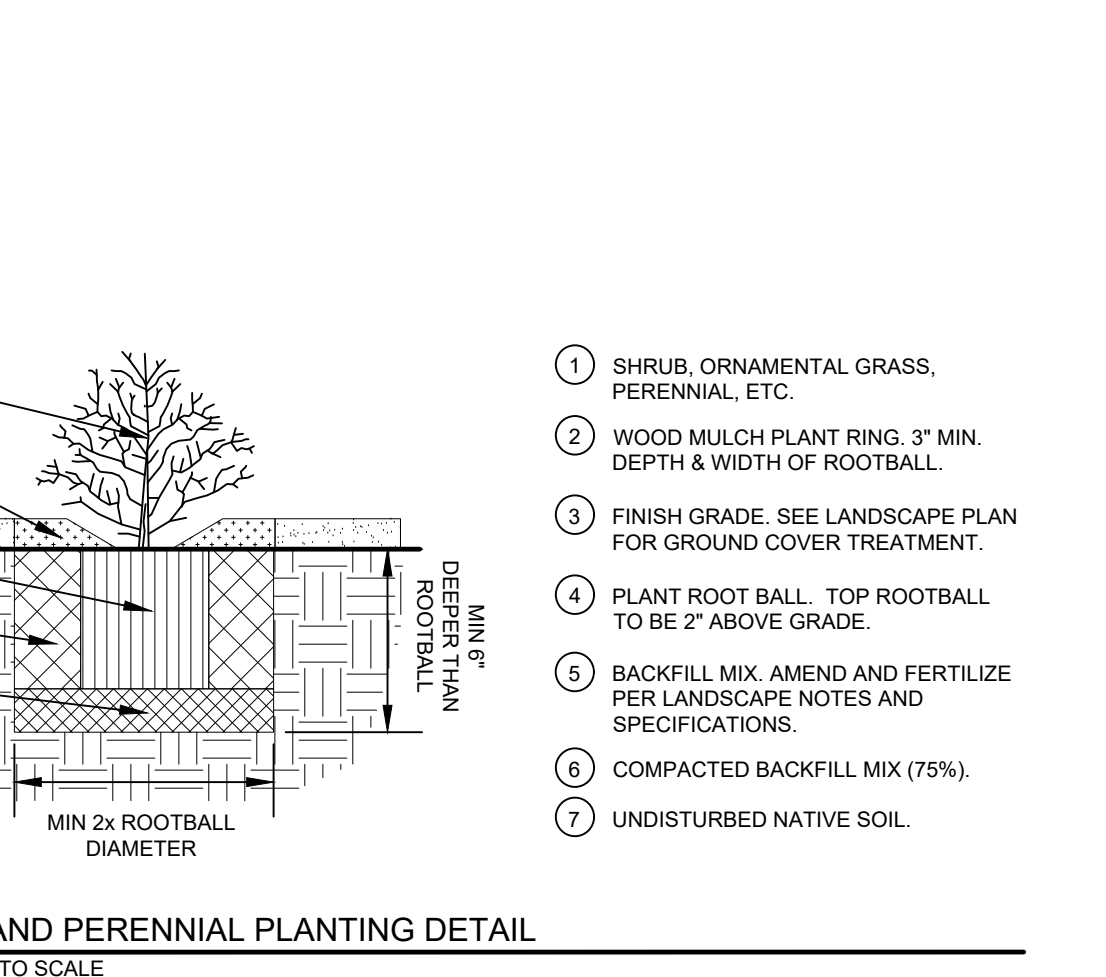 1 SHRUB, ORNAMENTAL GRASS,
PERENNIAL, ETC.
2 WOOD MULCH PLANT RING. 3" MIN.
DEPTH & WIDTH OF ROOTBALL.
3 FINISH GRADE. SEE LANDSCAPE PLAN
FOR GROUND COVER TREATMENT.
4 PLANT ROOT BALL. TOP ROOTBALL
TO BE 2" ABOVE GRADE.
5 BACKFILL MIX. AMEND AND FERTILIZE
PER LANDSCAPE NOTES AND
SPECIFICATIONS.
6 COMPACTED BACKFILL MIX (75%).
7 UNDISTURBED NATIVE SOIL.
MIN 6"
DEEPER THAN
ROOTBALL
MIN 2x ROOTBALL
DIAMETER
AND PERENNIAL PLANTING DETAIL
TO SCALE